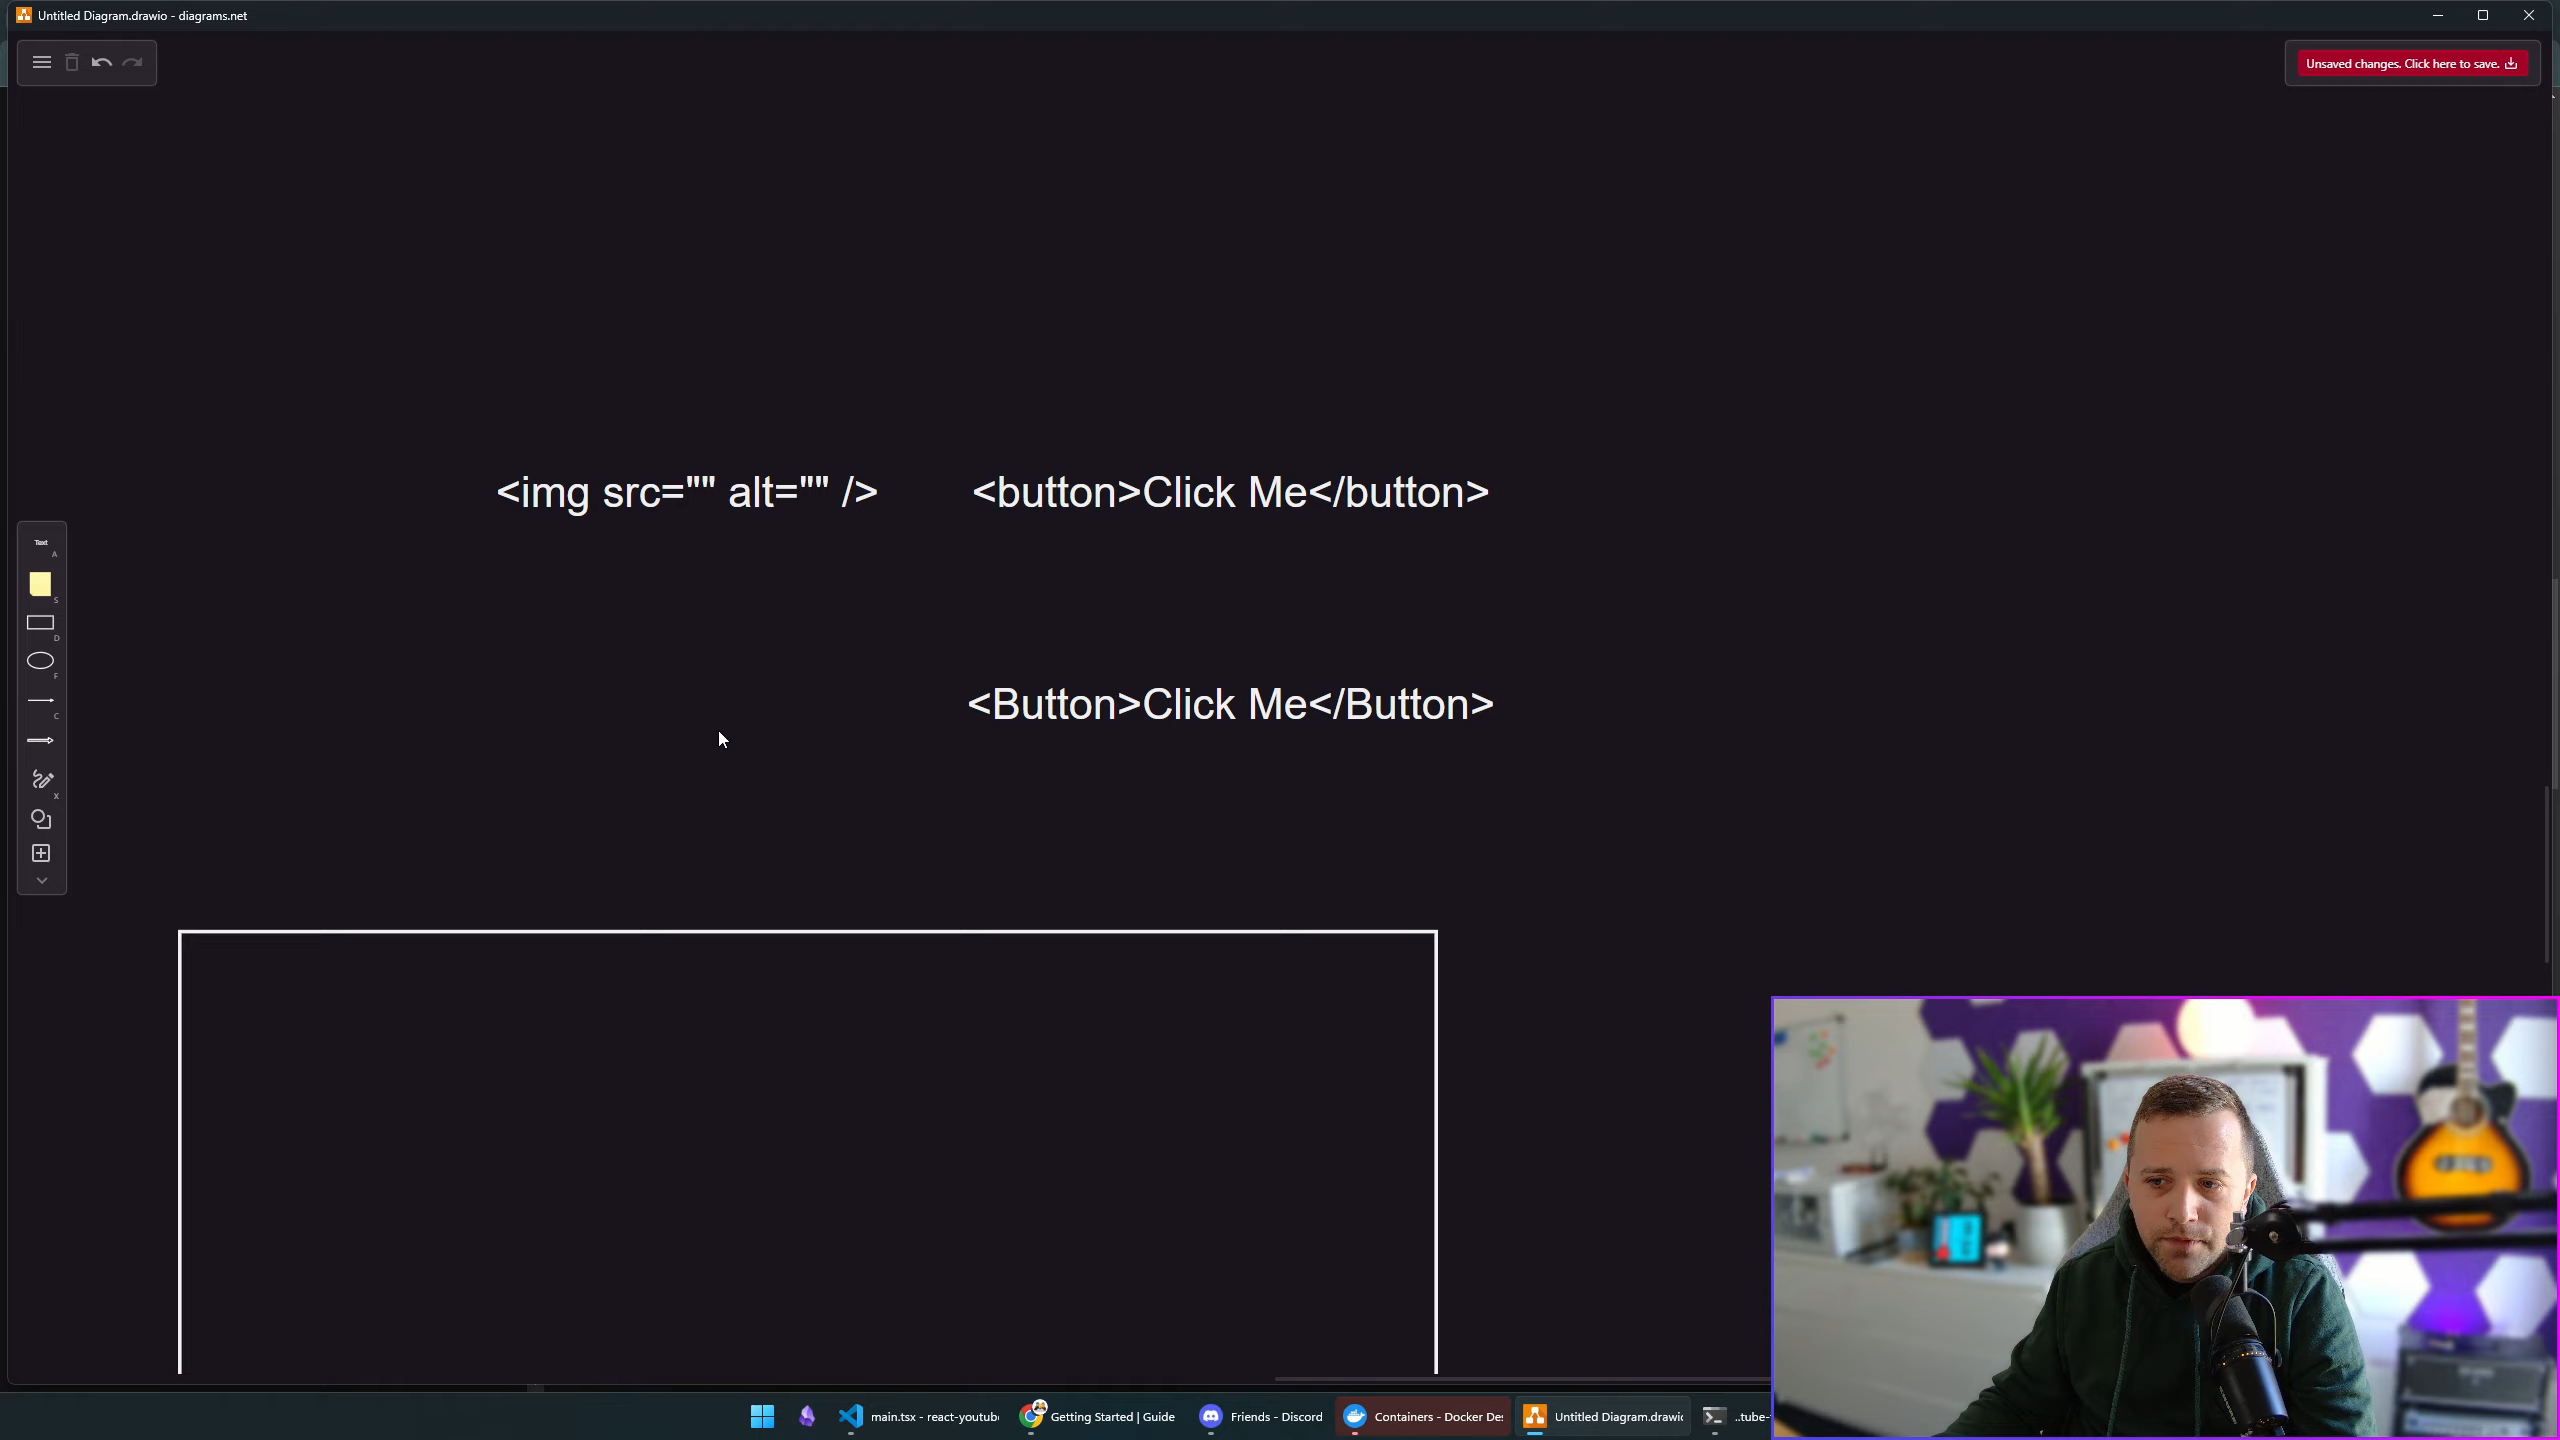 Untitled Diagram.drawio - diagrams.net
Unsaved changes. Click here to save.
<img src="" alt="" />
<button>Click Me</button>
Text
A
S
D
F
C
X
<Button>Click Me</Button>
main.tsx - react-youtub
Getting Started | Guide
Friends - Discord
Containers - Docker De
Untitled Diagram.drawi
..tube-